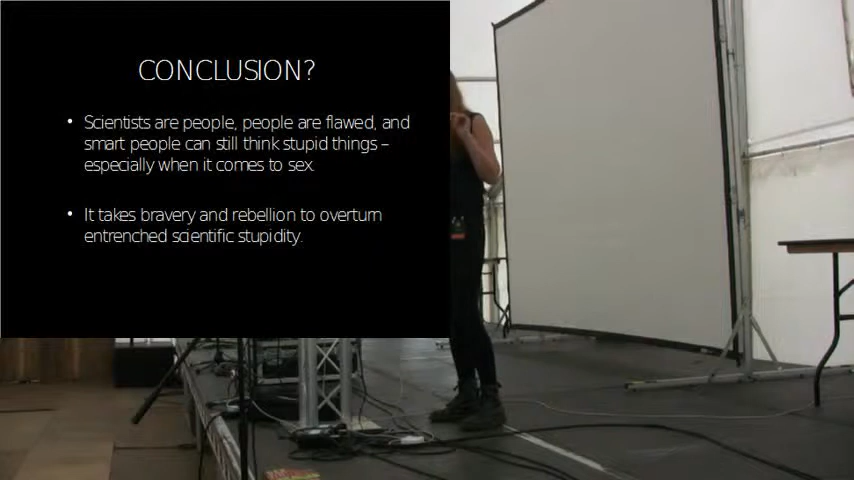 CONCLUSION?
• Scientists are people, people are flawed, and
smart people can still think stupid things –
especially when it comes to sex.
• It takes bravery and rebellion to overturn
entrenched scientific stupidity.